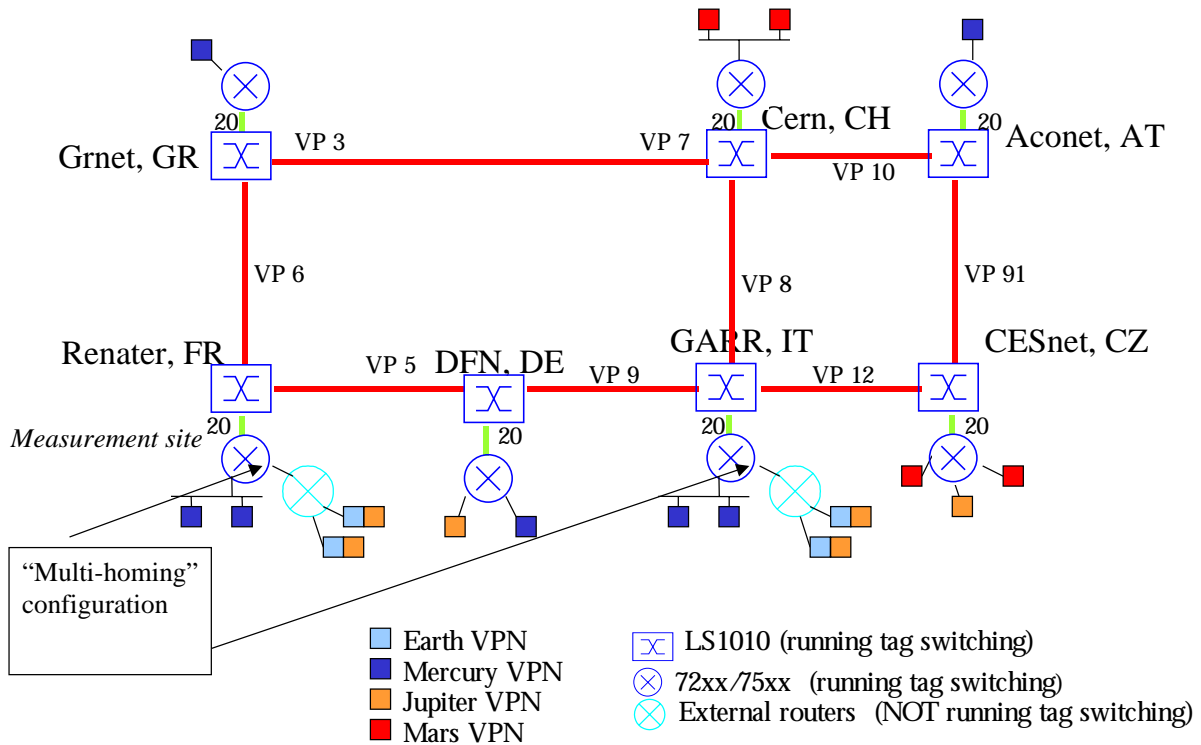 20
20
20
Cern, CH
Aconet, AT
Grnet, GR
VP 3
VP 7
VP 10
VP 6
VP 8
VP 91
Renater, FR
DFN, DE
GARR, IT
CESnet, CZ
VP 5
VP 9
VP 12
20
20
20
20
Measurement site
“Multi-homing”
configuration
Earth VPN
Mercury VPN
Jupiter VPN
Mars VPN
LS1010 (running tag switching)
72xx/75xx (running tag switching)
External routers (NOT running tag switching)